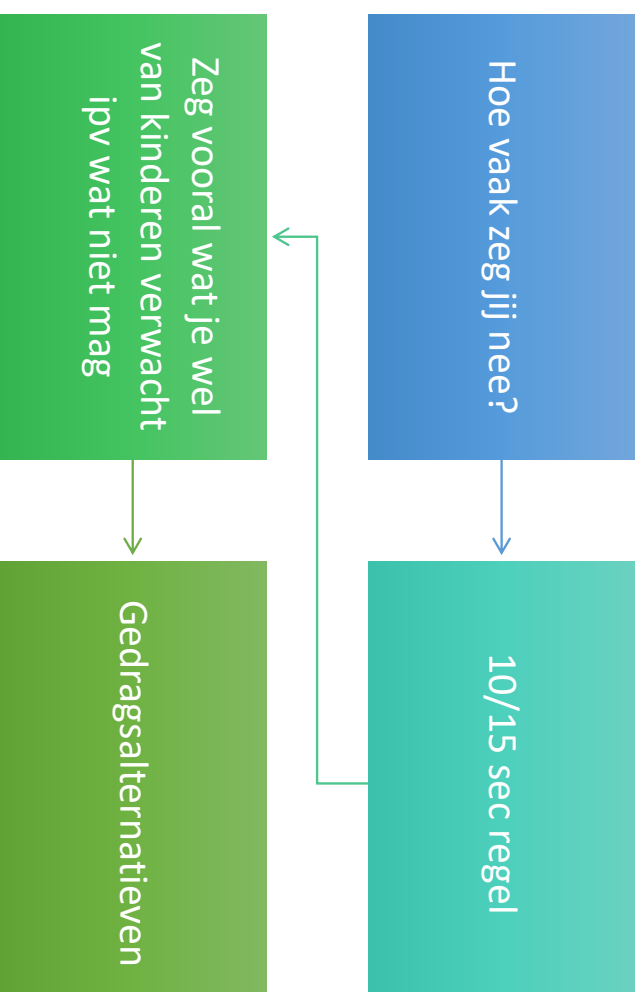 Hoe vaak zeg jij nee?
10/15 sec regel
Zeg vooral wat je wel
van kinderen verwacht
ipv wat niet mag
Gedragsalternatieven